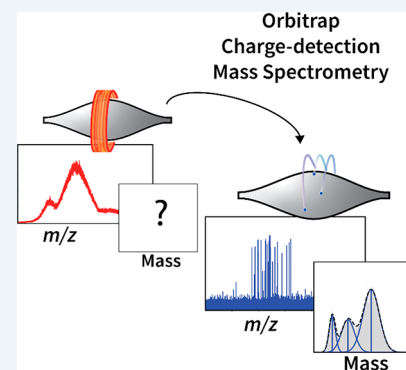 Orbitrap
Charge-detection
Mass Spectrometry
m/z
?
Mass
m/z
Mass